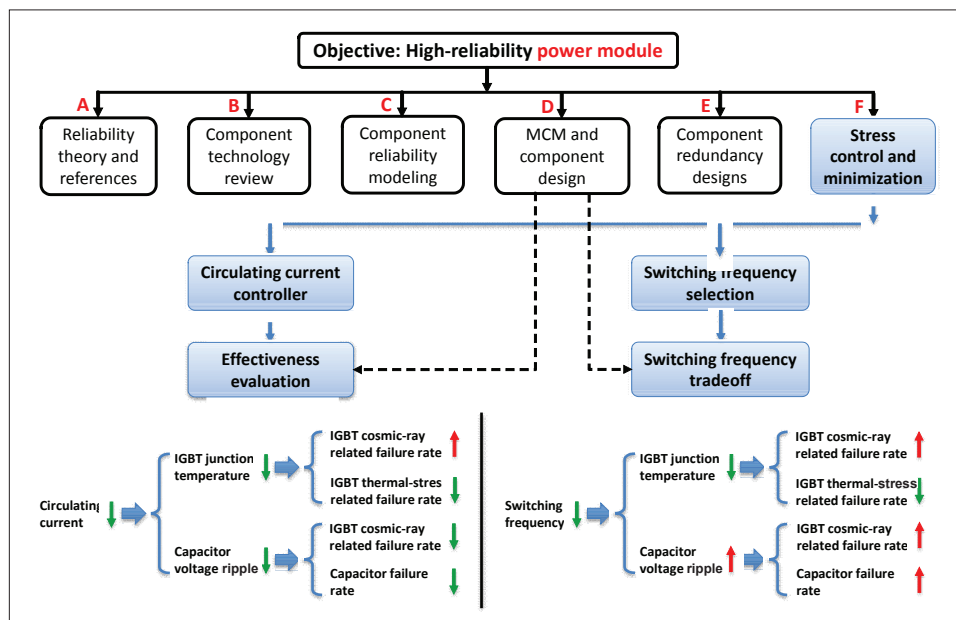 Objective: High-reliability power module
A
B
C
D
E
F
Reliability
theory and
references
Component
technology
review
Component
reliability
modeling
MCM and
component
design
Component
redundancy
designs
Stress
control and
minimization
Circulating current
controller
Switching frequency
selection
Effectiveness
evaluation
Switching frequency
tradeoff
Circulating
current
IGBT junction
temperature
IGBT cosmic-ray
related failure rate
IGBT thermal-stres
related failure rate
Capacitor
voltage ripple
IGBT cosmic-ray
related failure rate
Capacitor failure
rate
Switching
frequency
IGBT junction
temperature
IGBT cosmic-ray
related failure rate
IGBT thermal-stress
related failure rate
Capacitor
voltage ripple
IGBT cosmic-ray
related failure rate
Capacitor failure
rate